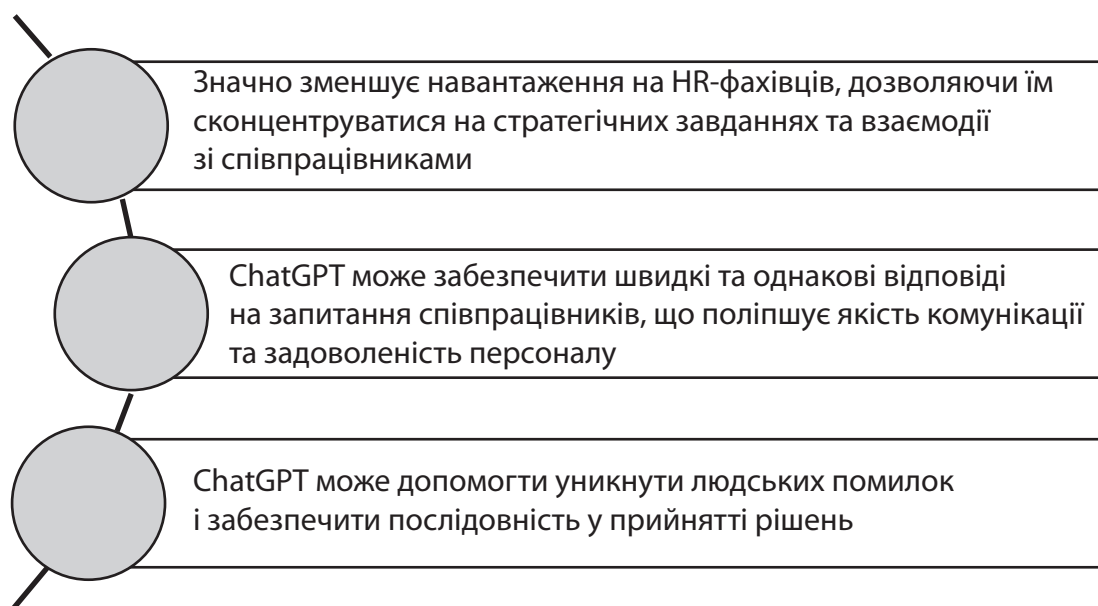 Значно зменшує навантаження на HR-фахівців, дозволяючи їм
сконцентруватися на стратегічних завданнях та взаємодії
зі співпрацівниками
ChatGPT може забезпечити швидкі та однакові відповіді
на запитання співпрацівників, що поліпшує якість комунікації
та задоволеність персоналу
ChatGPT може допомогти уникнути людських помилок
і забезпечити послідовність у прийнятті рішень